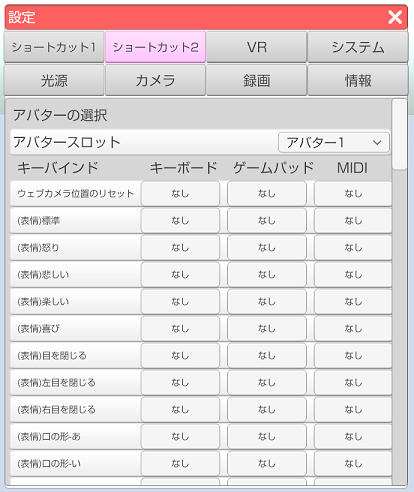 設定
ショートカット1 ショートカット2 VR システム
光源 カメラ 録画 情報
アバターの選択
アバタースロット アバター1
キーバインド キーボード ゲームパッド MIDI
ウェブカメラ位置のリセット なし なし なし
(表情)標準 なし なし なし
(表情)怒り なし なし なし
(表情)悲しい なし なし なし
(表情)楽しい なし なし なし
(表情)喜び なし なし なし
(表情)目を閉じる なし なし なし
(表情)左目を閉じる なし なし なし
(表情)右目を閉じる なし なし なし
(表情)口の形-あ なし なし なし
(表情)口の形-い なし なし なし